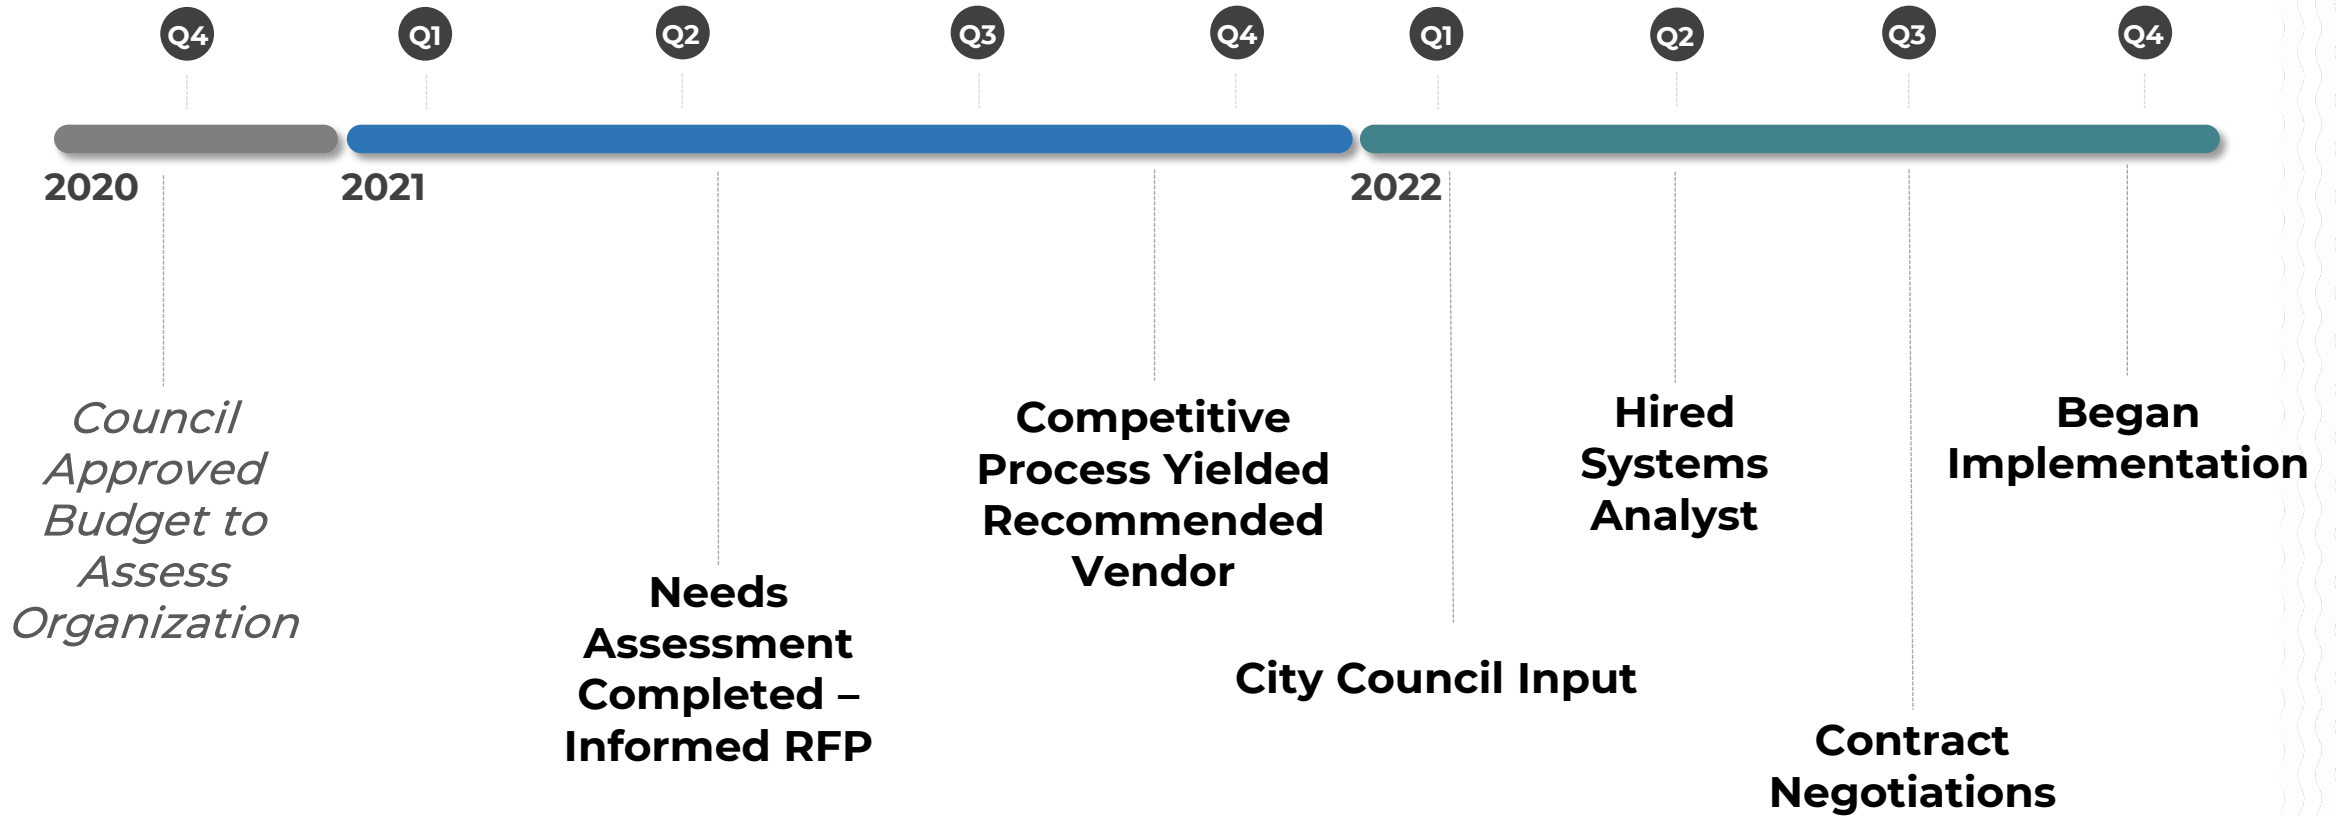 Q4 Q1 Q2 Q3 Q4 Q1 Q2 Q3 Q4
2020 2021 2022
Council
Approved
Budget to
Assess
Organization
Needs
Assessment
Completed –
Informed RFP
Competitive
Process Yielded
Recommended
Vendor
City Council Input
Hired
Systems
Analyst
Contract
Negotiations
Began
Implementation